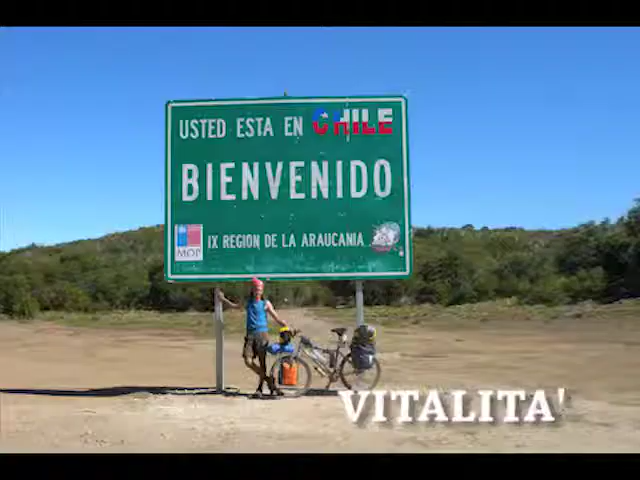 USTED ESTA EN CHILE
BIENVENIDO
MOP
IX REGION DE LA ARAUCANIA
VITALITA'